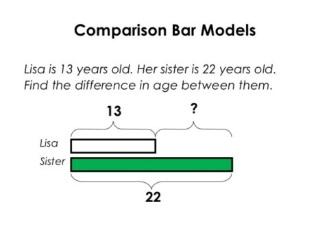 Comparison Bar Models
Lisa is 13 years old. Her sister is 22 years old.
Find the difference in age between them.
13
?
Lisa
Sister
22